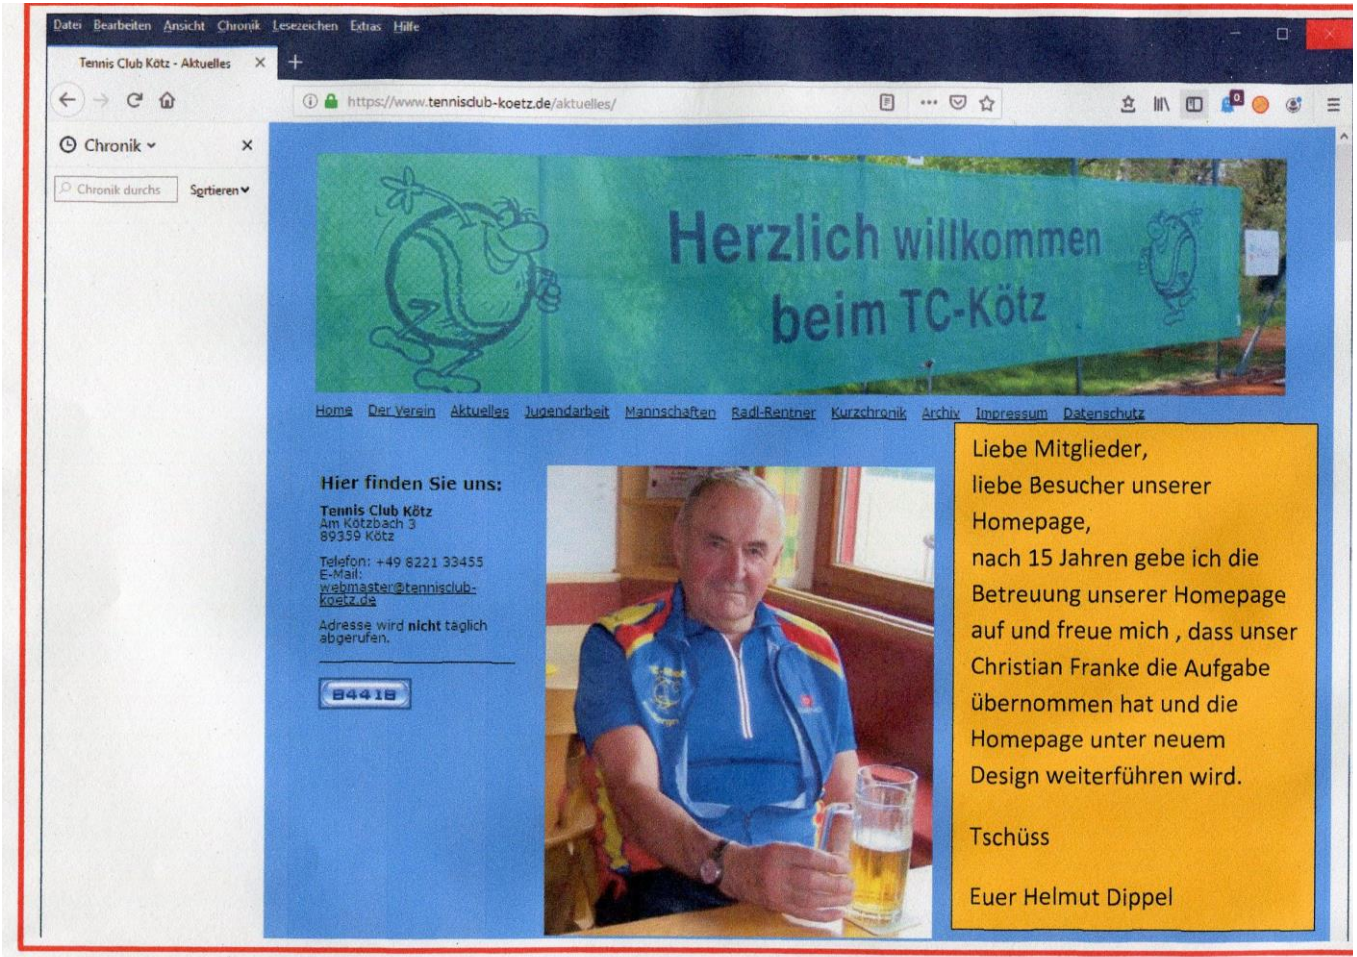 Datei Bearbeiten Ansicht Chronik Lesezeichen Extras Hilfe
Tennis Club Kötz - Aktuelles
https://www.tennisclub-koetz.de/aktuelles/
0
Chronik
Chronik durchs
Sortieren
Herzlich willkommen
beim TC-Kötz
Home Der Verein Aktuelles Jugendarbeit Mannschaften Radl-Rentner Kurzchronik Archiv Impressum Datenschutz
Hier finden Sie uns:
Tennis Club Kötz
Am Kötzbach 3
89359 Kötz
Telefon: +49 8221 33455
E-Mail:
webmaster@tennisclub-
koetz.de
Adresse wird nicht täglich
abgerufen.
84418
Liebe Mitglieder,
liebe Besucher unserer
Homepage,
nach 15 Jahren gebe ich die
Betreuung unserer Homepage
auf und freue mich , dass unser
Christian Franke die Aufgabe
übernommen hat und die
Homepage unter neuem
Design weiterführen wird.
Tschüss
Euer Helmut Dippel